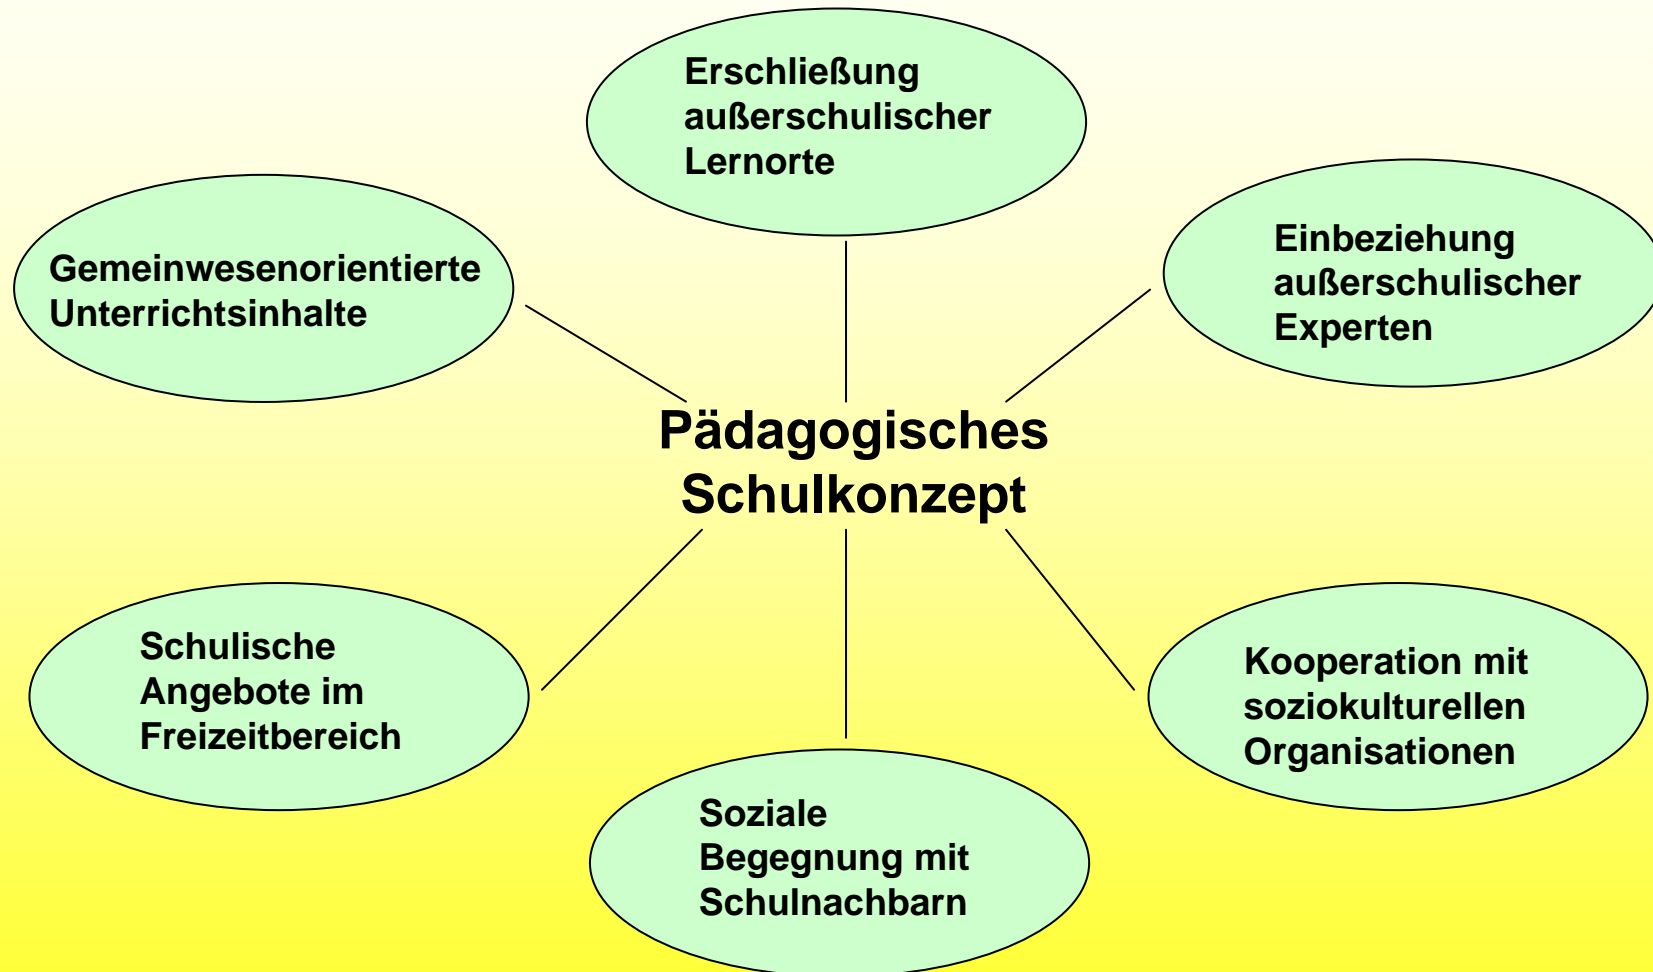 Erschließung
außerschulischer
Lernorte
Gemeinwesenorientierte
Unterrichtsinhalte
Einbeziehung
außerschulischer
Experten
Pädagogisches
Schulkonzept
Schulische
Angebote im
Freizeitbereich
Kooperation mit
soziokulturellen
Organisationen
Soziale
Begegnung mit
Schulnachbarn